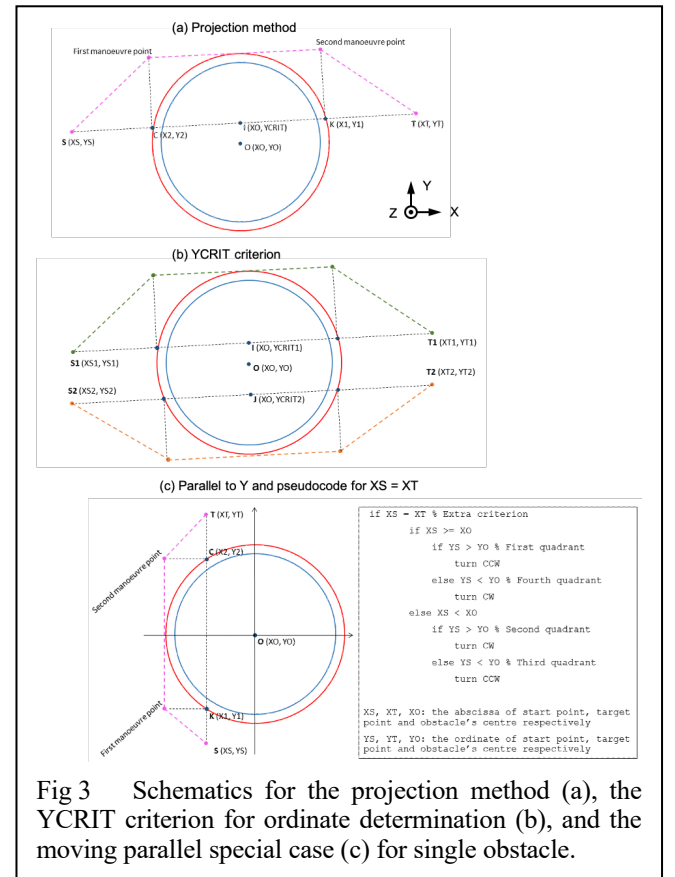 (a) Projection method
First manoeuvre point
Second manoeuvre point
S (XS, YS)
C (X2, Y2)
I (XO, YCRIT)
O (XO, YO)
K (X1, Y1)
T (XT, YT)
Y
Z
X
(b) YCRIT criterion
S1 (XS1, YS1)
I (XO, YCRIT1)
T1 (XT1, YT1)
O (XO, YO)
S2 (XS2, YS2)
J (XO, YCRIT2)
T2 (XT2, YT2)
(c) Parallel to Y and pseudocode for XS = XT
T (XT, YT)
C (X2, Y2)
Second manoeuvre point
O (XO, YO)
K (X1, Y1)
First manoeuvre point
S (XS, YS)
if XS = XT % Extra criterion
if XS >= XO
if YS > YO % First quadrant
turn CCW
else YS < YO % Fourth quadrant
turn CW
else XS < XO
if YS > YO % Second quadrant
turn CW
else YS < YO % Third quadrant
turn CCW
XS, XT, XO: the abscissa of start point, target
point and obstacle's centre respectively
YS, YT, YO: the ordinate of start point, target
point and obstacle's centre respectively
Fig 3 Schematics for the projection method (a), the
YCRIT criterion for ordinate determination (b), and the
moving parallel special case (c) for single obstacle.